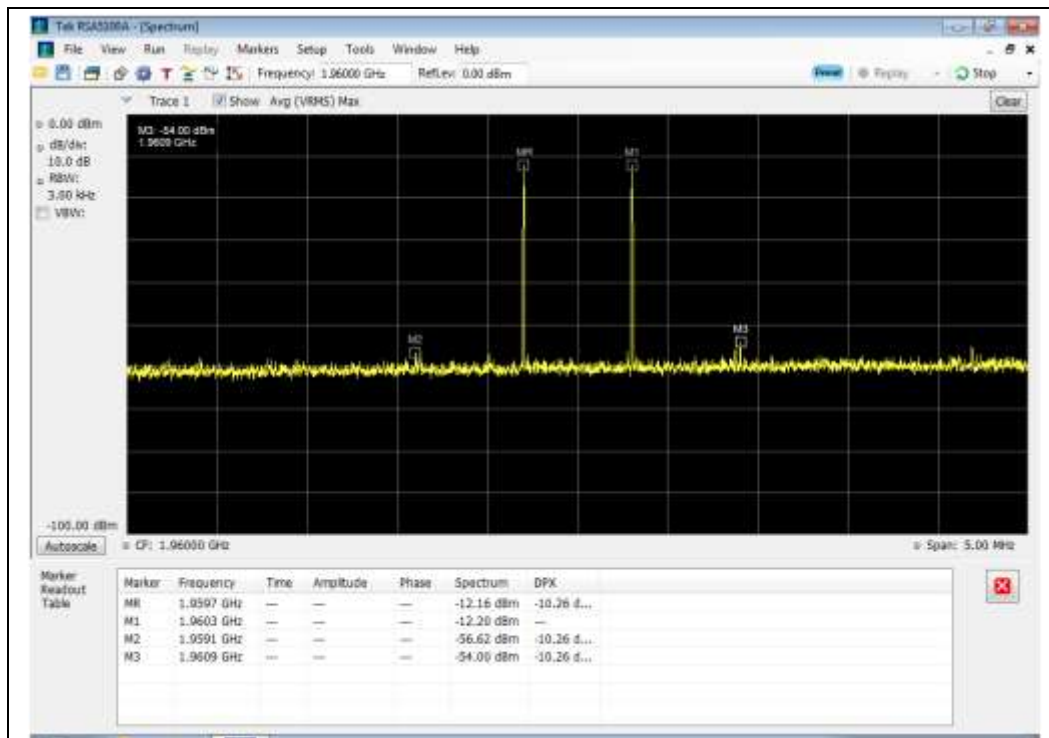 Tek RSA5100A - [Spectrum]
File View Run Replay Markers Setup Tools Window Help
Frequency: 1.96000 GHz RefLev: 0.00 dBm Preset Replay Stop
Trace 1 Show Avg (VRMS) Max Clear
0.00 dBm
dB/div:
10.0 dB
RBW:
3.00 kHz
VBW:
M3: -54.00 dBm
1.9609 GHz
MR
M1
M2
M3
-100.00 dBm
Autoscale CF: 1.96000 GHz Span: 5.00 MHz
Marker
Readout
Table
Marker Frequency Time Amplitude Phase Spectrum DPX
MR 1.9597 GHz --- --- --- -12.16 dBm -10.26 d...
M1 1.9603 GHz --- --- --- -12.20 dBm ---
M2 1.9591 GHz --- --- --- -56.62 dBm -10.26 d...
M3 1.9609 GHz --- --- --- -54.00 dBm -10.26 d...